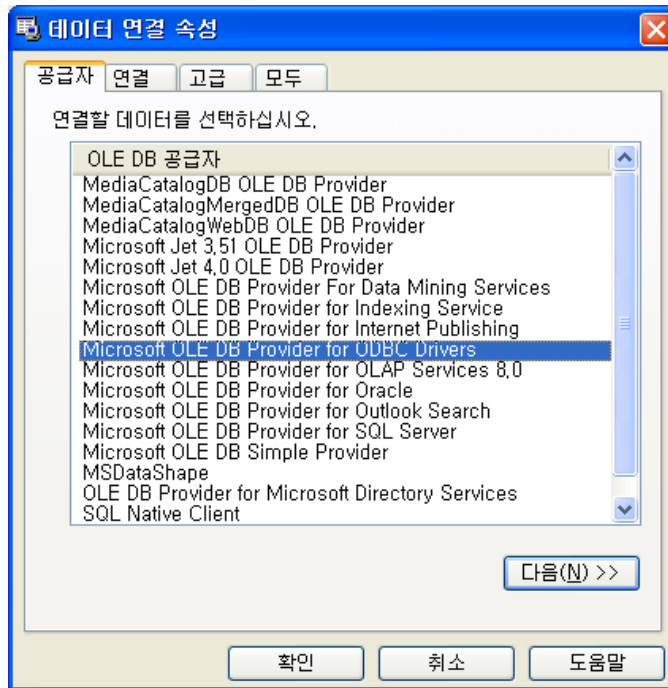 데이터 연결 속성
공급자 연결 고급 모두
연결할 데이터를 선택하십시오.
OLE DB 공급자
MediaCatalogDB OLE DB Provider
MediaCatalogMergedDB OLE DB Provider
MediaCatalogWebDB OLE DB Provider
Microsoft Jet 3.51 OLE DB Provider
Microsoft Jet 4.0 OLE DB Provider
Microsoft OLE DB Provider For Data Mining Services
Microsoft OLE DB Provider for Indexing Service
Microsoft OLE DB Provider for Internet Publishing
Microsoft OLE DB Provider for ODBC Drivers
Microsoft OLE DB Provider for OLAP Services 8.0
Microsoft OLE DB Provider for Oracle
Microsoft OLE DB Provider for Outlook Search
Microsoft OLE DB Provider for SQL Server
Microsoft OLE DB Simple Provider
MSDataShape
OLE DB Provider for Microsoft Directory Services
SQL Native Client
다음(N) >>
확인 취소 도움말